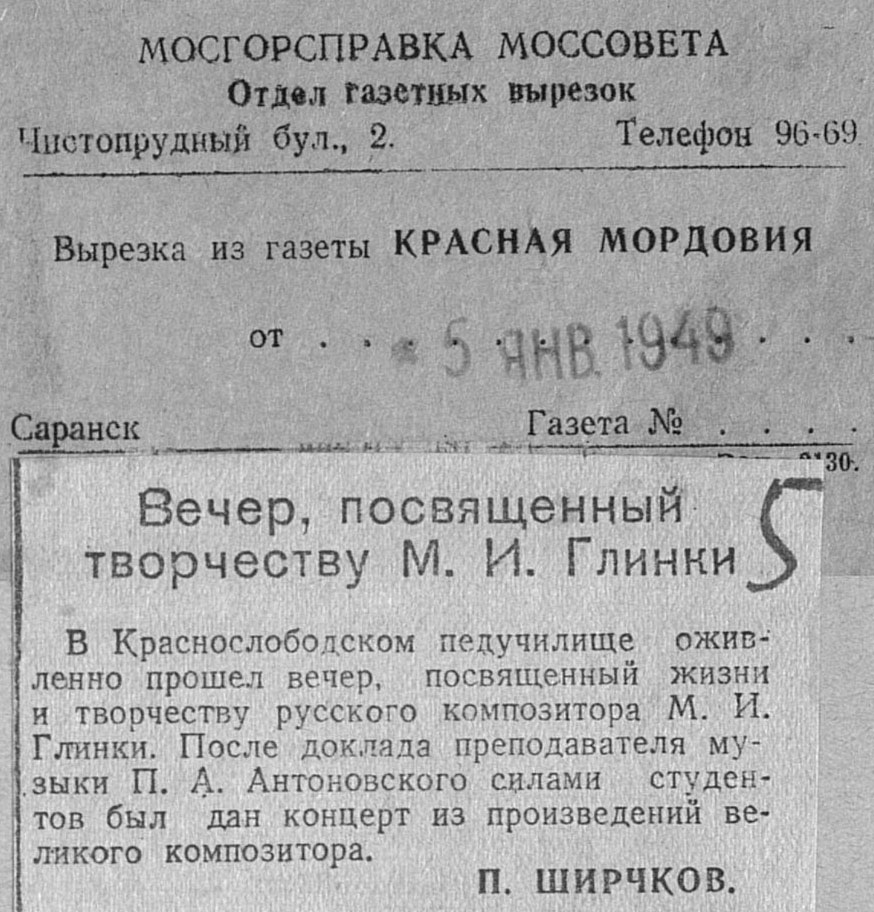 МОСГОРСПРАВКА МОССОВЕТА
Отдел газетных вырезок
Чистопрудный бул., 2. Телефон 96-69
Вырезка из газеты КРАСНАЯ МОРДОВИЯ
от . . . . . . . . . . . . 5 ЯНВ. 1949
Саранск Газета № . . . .
3130.
Вечер, посвященный
творчеству М. И. Глинки 5
В Краснослободском педучилище ожив-
ленно прошел вечер, посвященный жизни
и творчеству русского композитора М. И.
Глинки. После доклада преподавателя му-
зыки П. А. Антоновского силами студен-
тов был дан концерт из произведений ве-
ликого композитора.
П. ШИРЧКОВ.